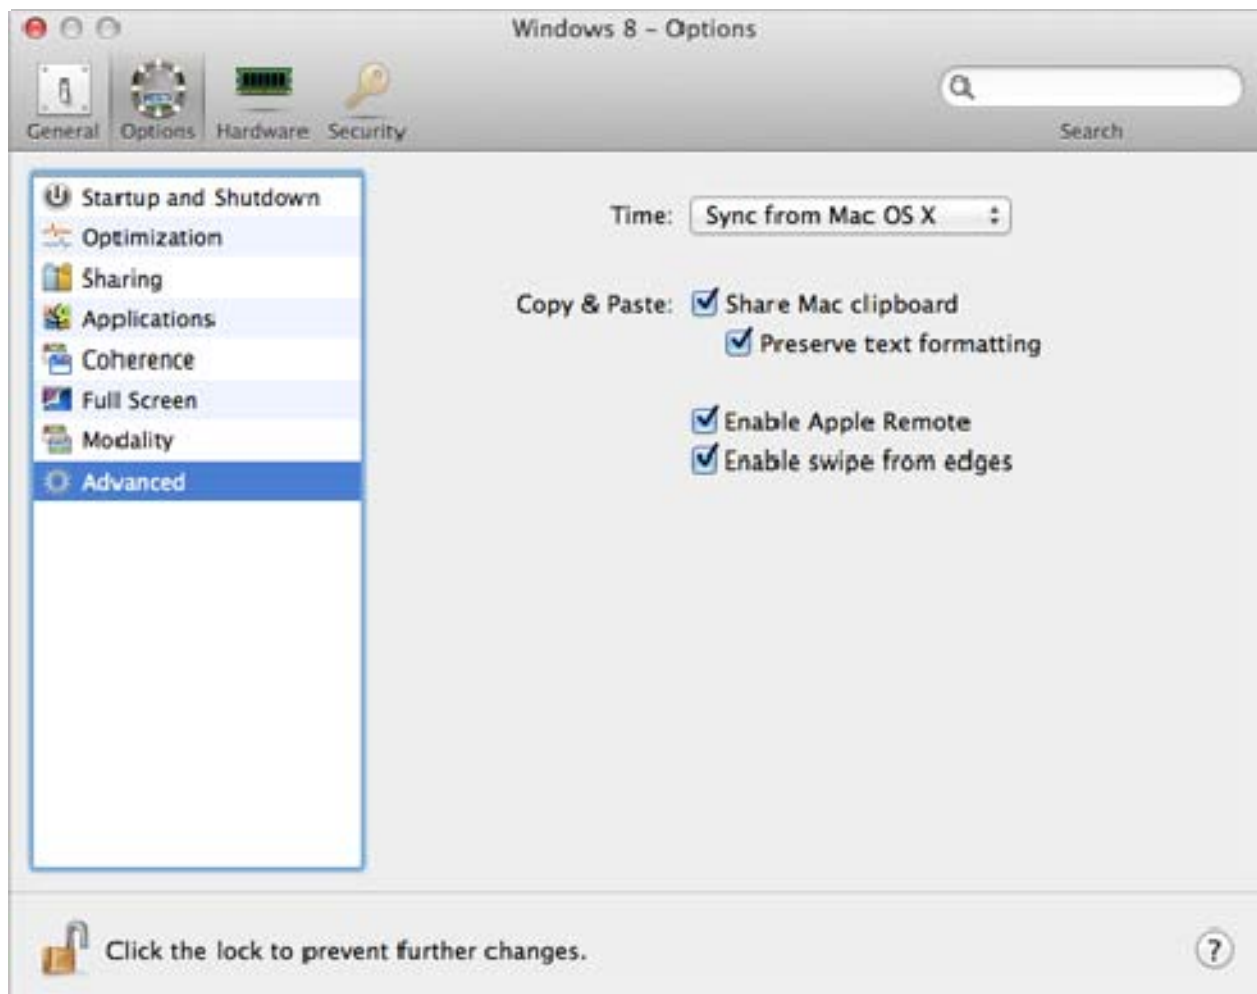 Windows 8 – Options
General Options Hardware Security
Search
Startup and Shutdown
Optimization
Sharing
Applications
Coherence
Full Screen
Modality
Advanced
Time: Sync from Mac OS X
Copy & Paste: Share Mac clipboard
Preserve text formatting
Enable Apple Remote
Enable swipe from edges
Click the lock to prevent further changes.
?